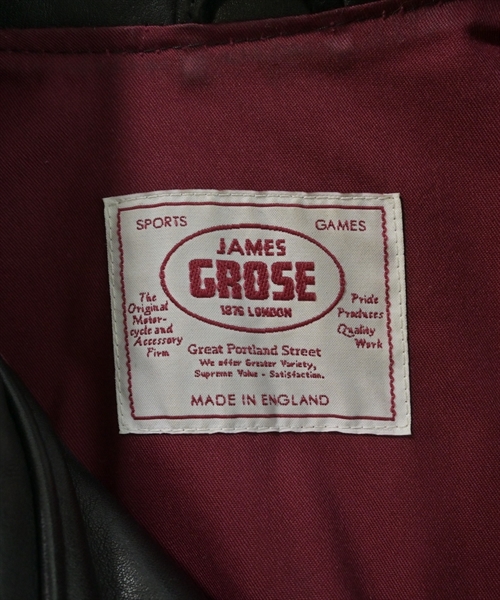 SPORTS GAMES
JAMES
GROSE
1876 LONDON
The
Original
Motor-
cycle and
Accessory
Firm
Pride
Produces
Quality
Work
Great Portland Street
We offer Greater Variety,
Supreme Value - Satisfaction.
MADE IN ENGLAND